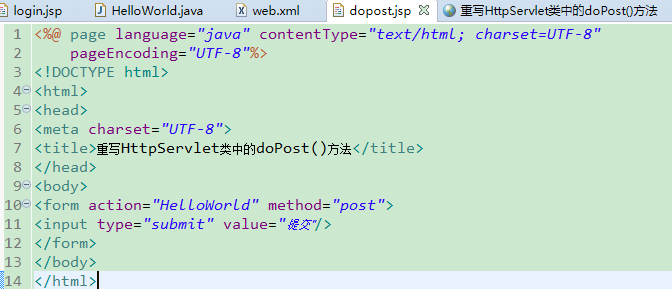 login.jsp HelloWorld.java web.xml dopost.jsp 重写HttpServlet类中的doPost()方法
1 <%@ page language="java" contentType="text/html; charset=UTF-8"
2 pageEncoding="UTF-8"%>
3 <!DOCTYPE html>
4 <html>
5 <head>
6 <meta charset="UTF-8">
7 <title>重写HttpServlet类中的doPost()方法</title>
8 </head>
9 <body>
10 <form action="HelloWorld" method="post">
11 <input type="submit" value="提交"/>
12 </form>
13 </body>
14 </html>